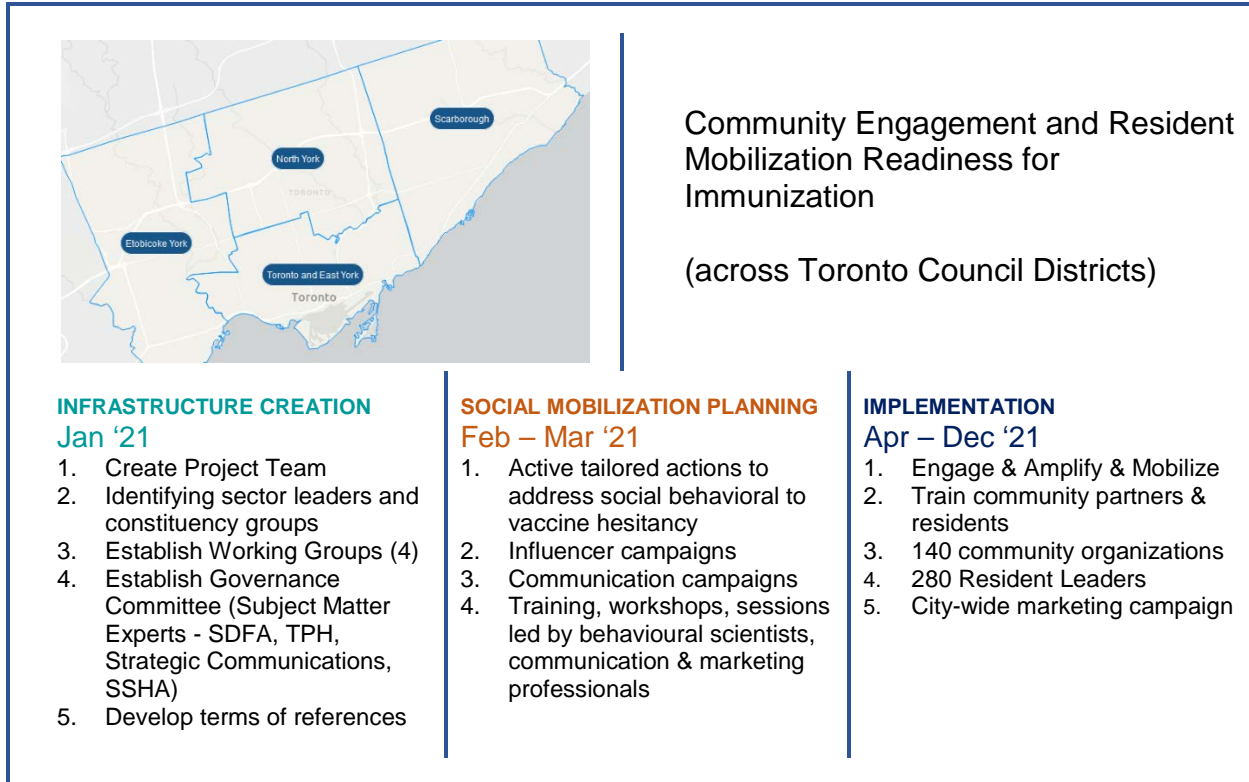 Scarborough
North York
TORONTO
Etobicoke York
Toronto and East York
Toronto
Community Engagement and Resident
Mobilization Readiness for
Immunization
(across Toronto Council Districts)
INFRASTRUCTURE CREATION
Jan ‘21
1. Create Project Team
2. Identifying sector leaders and
constituency groups
3. Establish Working Groups (4)
4. Establish Governance
Committee (Subject Matter
Experts - SDFA, TPH,
Strategic Communications,
SSHA)
5. Develop terms of references
SOCIAL MOBILIZATION PLANNING
Feb – Mar ‘21
1. Active tailored actions to
address social behavioral to
vaccine hesitancy
2. Influencer campaigns
3. Communication campaigns
4. Training, workshops, sessions
led by behavioural scientists,
communication & marketing
professionals
IMPLEMENTATION
Apr – Dec ‘21
1. Engage & Amplify & Mobilize
2. Train community partners &
residents
3. 140 community organizations
4. 280 Resident Leaders
5. City-wide marketing campaign